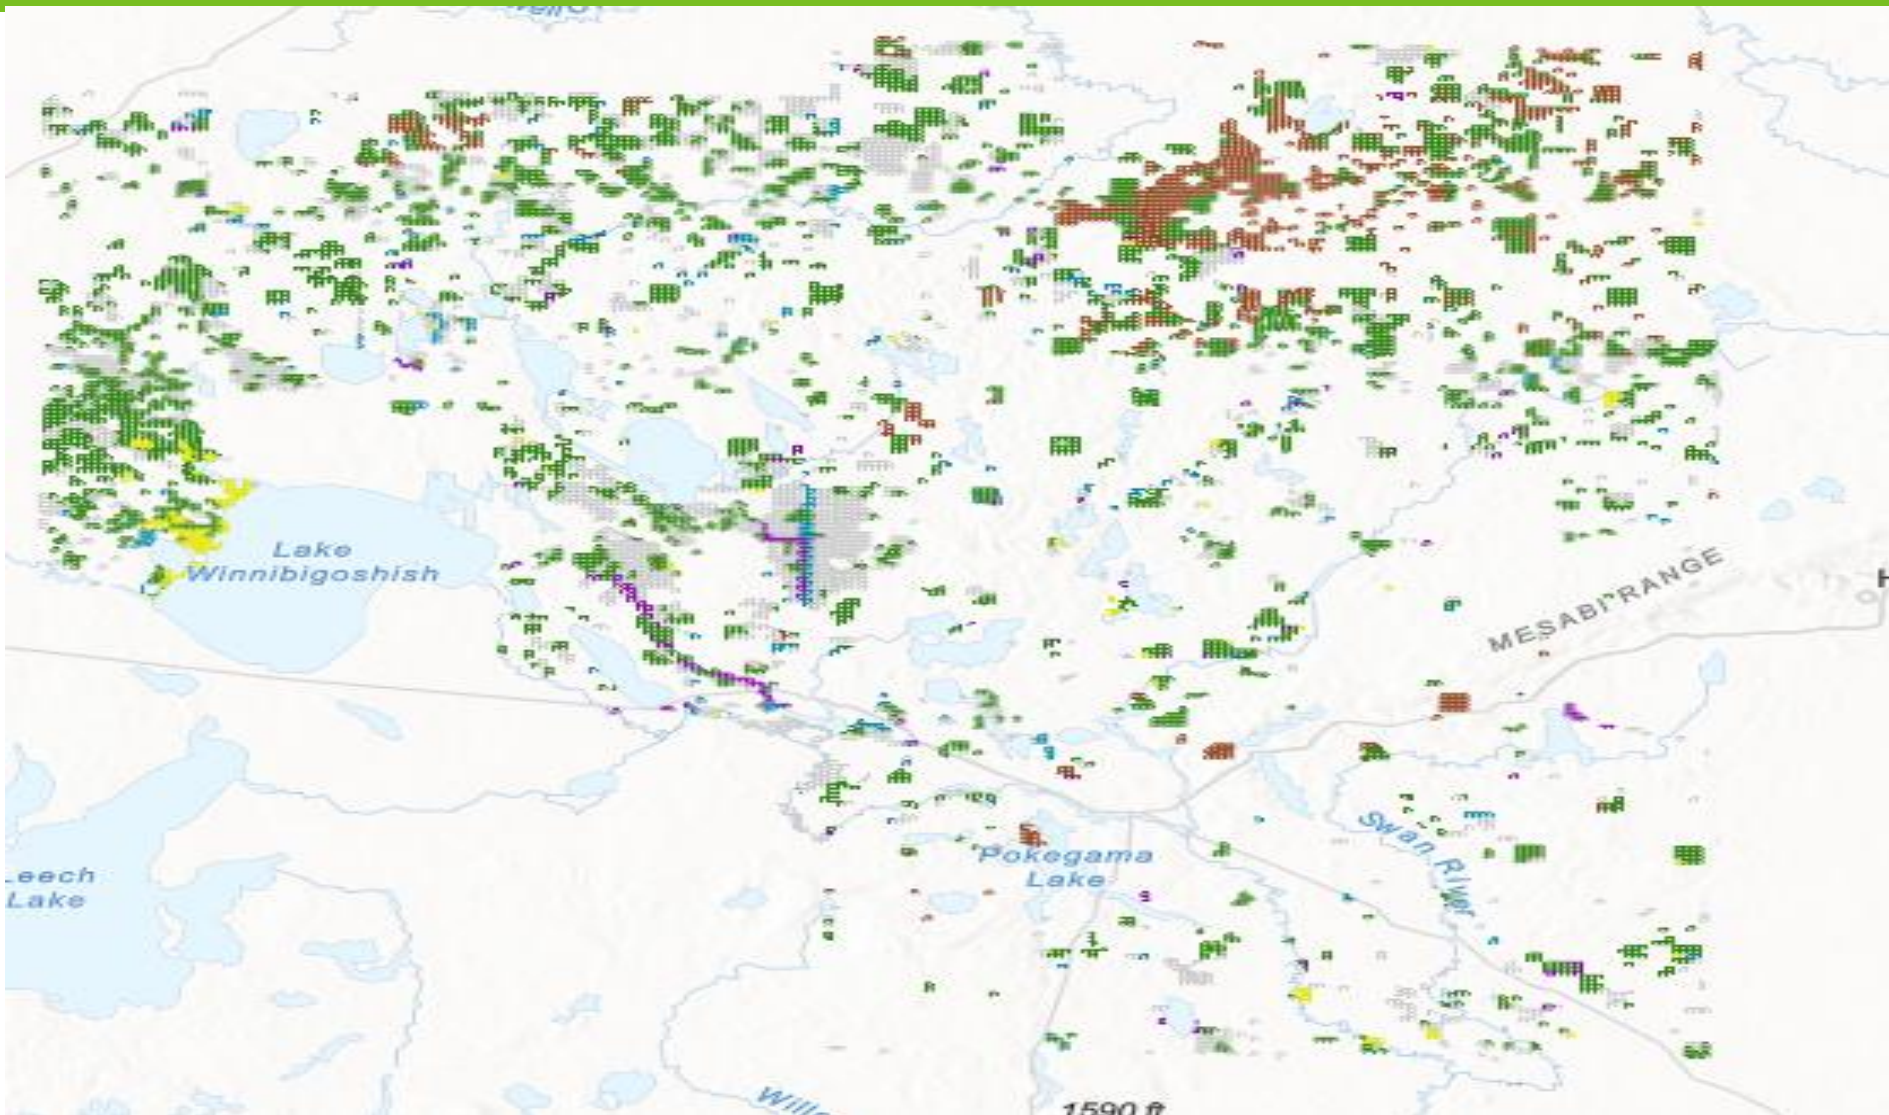 Lake
Winnibigoshish
MESABI RANGE
H
Swan River
Pokegama
Lake
Leech
Lake
1590 ft